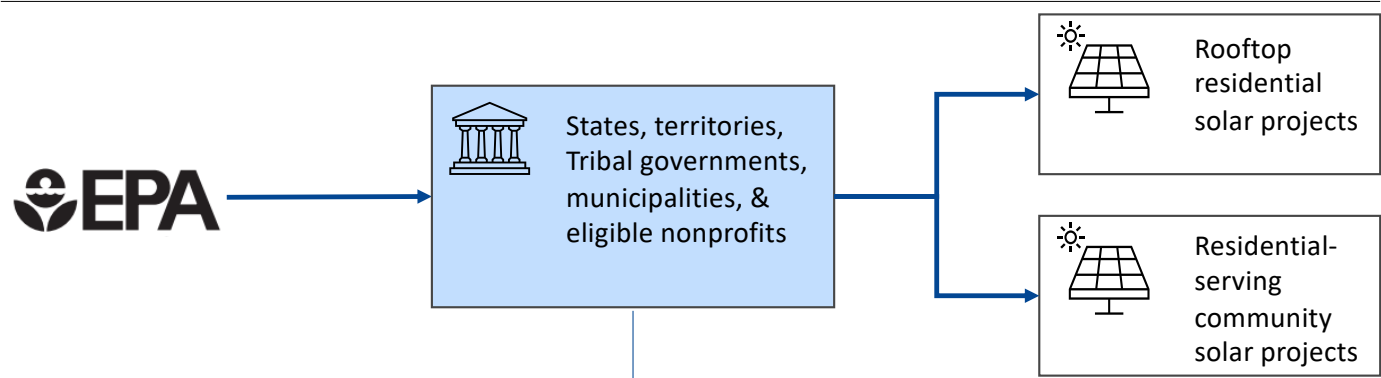 EPA
States, territories,
Tribal governments,
municipalities, &
eligible nonprofits
Rooftop
residential
solar projects
Residential-
serving
community
solar projects